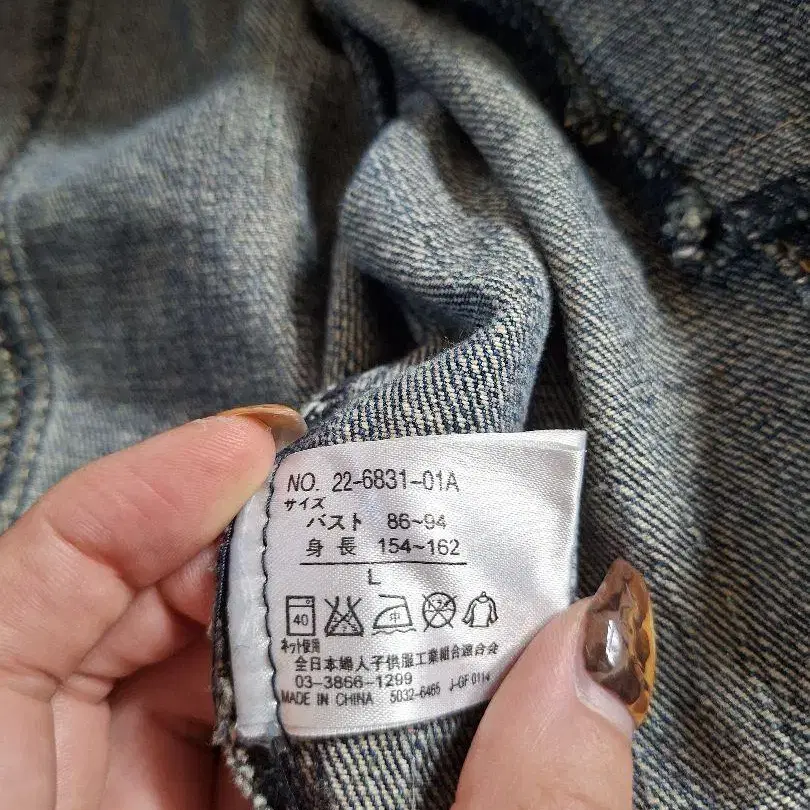 NO. 22-6831-01A
サイズ
バスト 86~94
身長 154~162
L
40 中
ネット使用
全日本婦人子供服工業組合連合会
03-3866-1299
MADE IN CHINA 5032-6465 J-GF